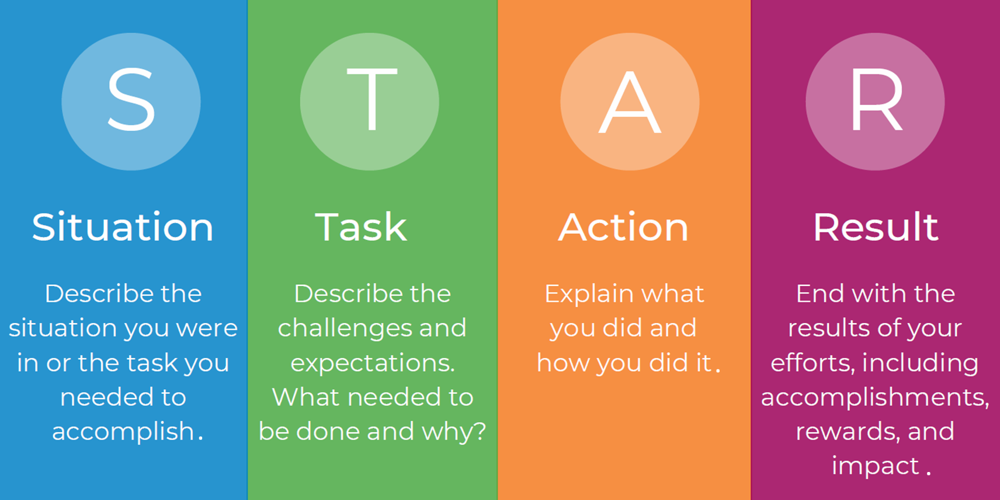 S
Situation
Describe the
situation you were
in or the task you
needed to
accomplish.
T
Task
Describe the
challenges and
expectations.
What needed to
be done and why?
A
Action
Explain what
you did and
how you did it.
R
Result
End with the
results of your
efforts, including
accomplishments,
rewards, and
impact .